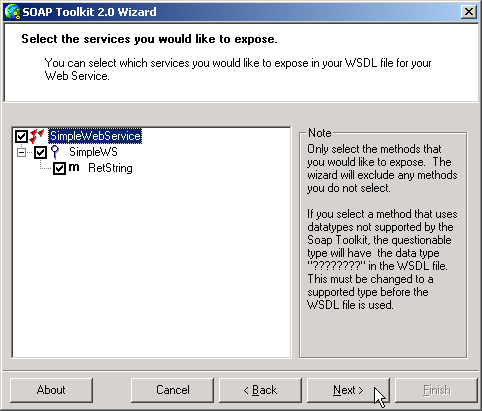 SOAP Toolkit 2.0 Wizard
Select the services you would like to expose.
You can select which services you would like to expose in your WSDL file for your
Web Service.
SimpleWebService
SimpleWS
m RetString
Note
Only select the methods that
you would like to expose. The
wizard will exclude any methods
you do not select.
If you select a method that uses
datatypes not supported by the
Soap Toolkit, the questionable
type will have the data type
"????????" in the WSDL file.
This must be changed to a
supported type before the
WSDL file is used.
About
Cancel
< Back
Next >
Finish